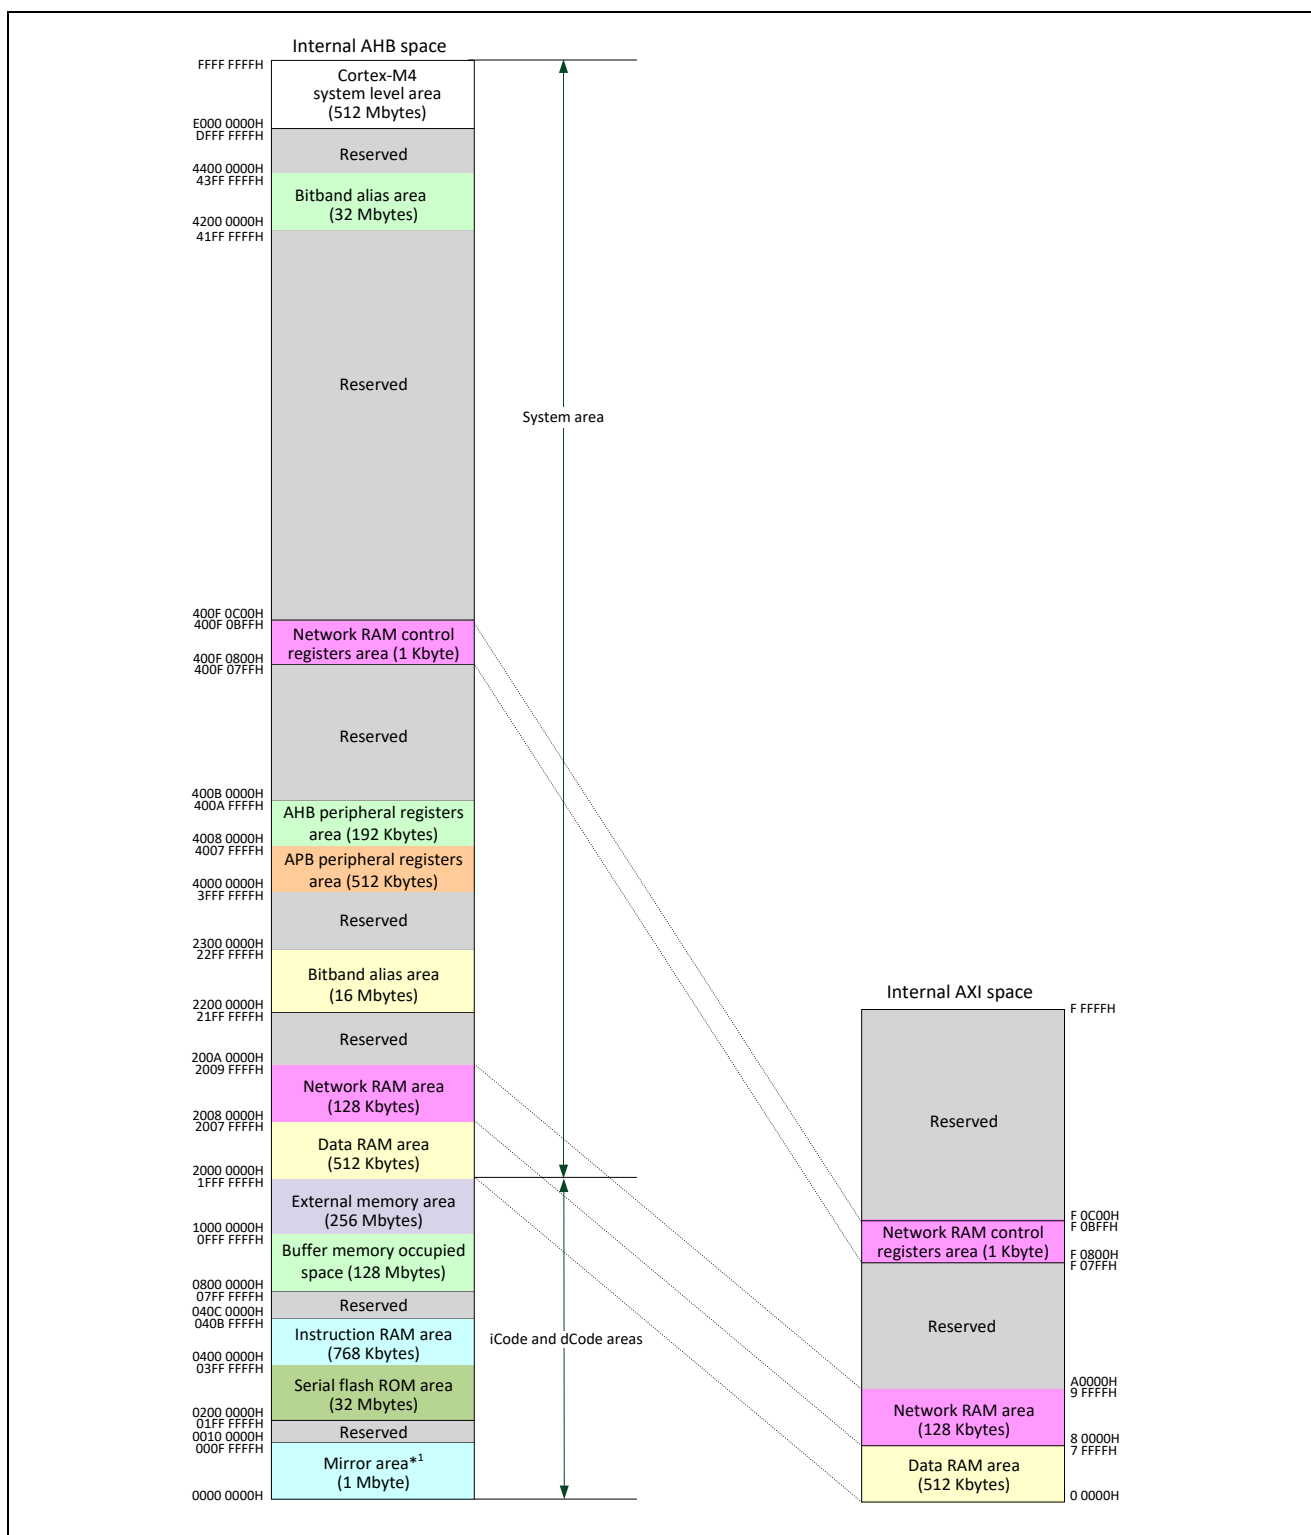 Internal AHB space
FFFF FFFFH
Cortex-M4
system level area
(512 Mbytes)
E000 0000H
DFFF FFFFH
Reserved
4400 0000H
43FF FFFFH
Bitband alias area
(32 Mbytes)
4200 0000H
41FF FFFFH
Reserved
System area
400F 0C00H
400F 0BFFH
Network RAM control
registers area (1 Kbyte)
400F 0800H
400F 07FFH
Reserved
400B 0000H
400A FFFFH
AHB peripheral registers
area (192 Kbytes)
4008 0000H
4007 FFFFH
APB peripheral registers
area (512 Kbytes)
4000 0000H
3FFF FFFFH
Reserved
2300 0000H
22FF FFFFH
Bitband alias area
(16 Mbytes)
2200 0000H
21FF FFFFH
Reserved
200A 0000H
2009 FFFFH
Network RAM area
(128 Kbytes)
2008 0000H
2007 FFFFH
Data RAM area
(512 Kbytes)
2000 0000H
1FFF FFFFH
External memory area
(256 Mbytes)
1000 0000H
0FFF FFFFH
Buffer memory occupied
space (128 Mbytes)
0800 0000H
07FF FFFFH
Reserved
040C 0000H
040B FFFFH
Instruction RAM area
(768 Kbytes)
iCode and dCode areas
0400 0000H
03FF FFFFH
Serial flash ROM area
(32 Mbytes)
0200 0000H
01FF FFFFH
Reserved
0010 0000H
000F FFFFH
Mirror area*1
(1 Mbyte)
0000 0000H
Internal AXI space
F FFFFH
Reserved
F 0C00H
F 0BFFH
Network RAM control
registers area (1 Kbyte)
F 0800H
F 07FFH
Reserved
A0000H
9 FFFFH
Network RAM area
(128 Kbytes)
8 0000H
7 FFFFH
Data RAM area
(512 Kbytes)
0 0000H